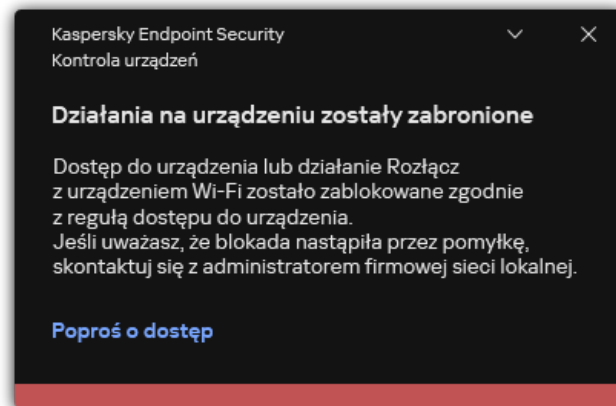 Kaspersky Endpoint Security
Kontrola urządzeń
Działania na urządzeniu zostały zabronione
Dostęp do urządzenia lub działanie Rozłącz
z urządzeniem Wi-Fi zostało zablokowane zgodnie
z regułą dostępu do urządzenia.
Jeśli uważasz, że blokada nastąpiła przez pomyłkę,
skontaktuj się z administratorem firmowej sieci lokalnej.
Poproś o dostęp